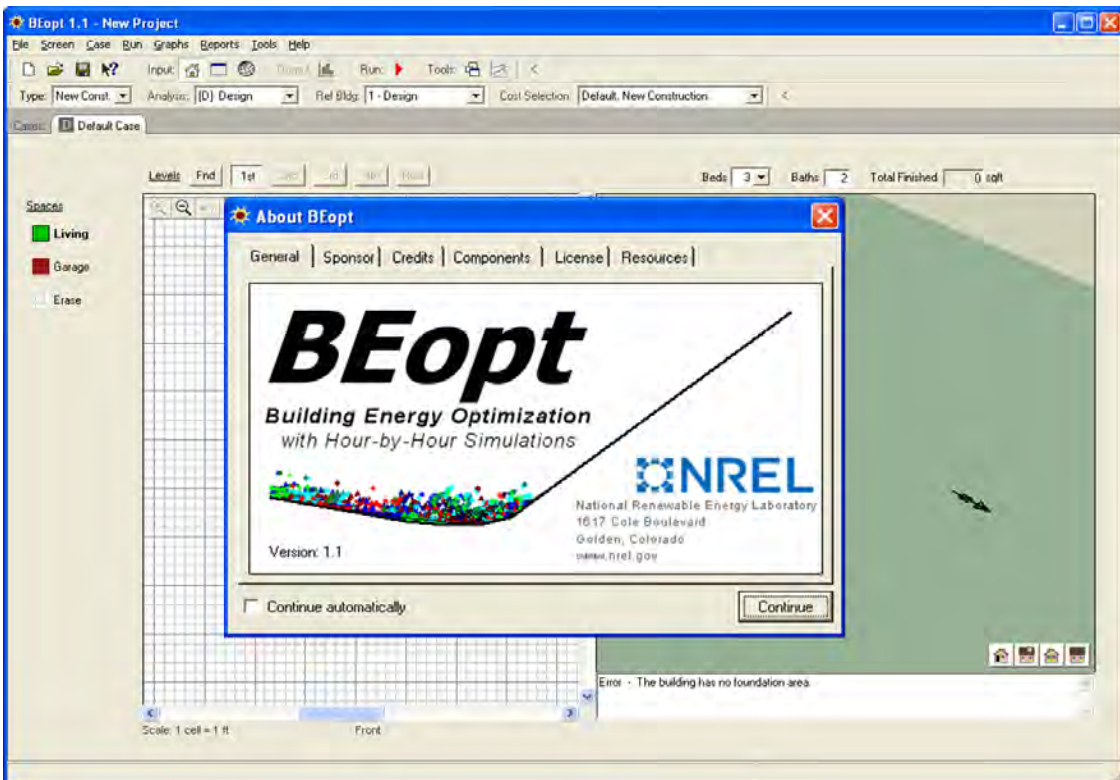 BEopt 1.1 - New Project
File Screen Case Run Graphs Reports Tools Help
Input: Output: Run: Tools: <
Type: New Const. Analysis: (D) Design Ref Bldg: 1 - Design Cost Selection: Default, New Construction <
Cases: D Default Case
Levels Fnd 1st Beds 3 Baths 2 Total Finished 0 sqft
Spaces
Living
Garage
Erase
About BEopt
General Sponsor Credits Components License Resources
BEopt
Building Energy Optimization
with Hour-by-Hour Simulations
NREL
National Renewable Energy Laboratory
1617 Cole Boulevard
Golden, Colorado
www.nrel.gov
Version: 1.1
Continue automatically
Continue
Error - The building has no foundation area.
Scale: 1 cell = 1 ft Front